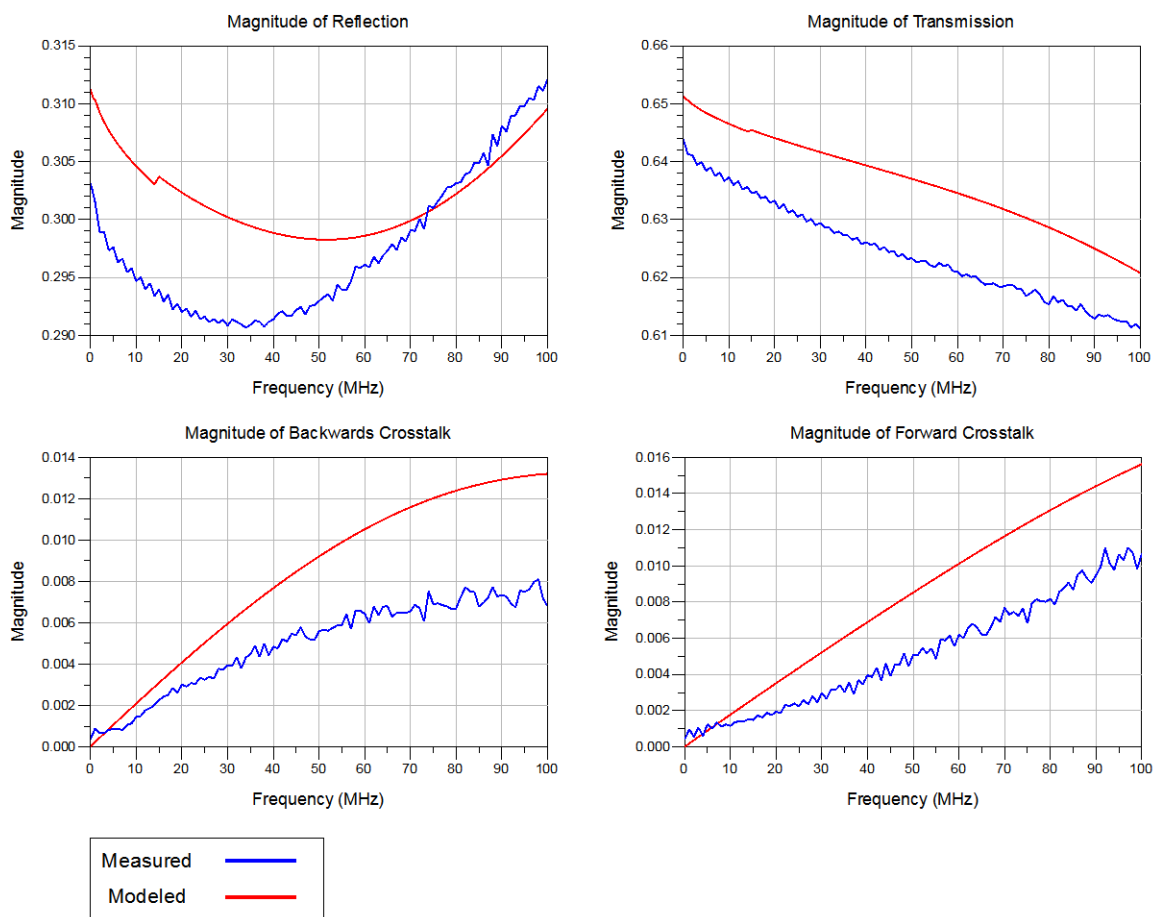 Magnitude of Reflection
0.315
0.310
0.305
0.300
0.295
0.290
Magnitude
0 10 20 30 40 50 60 70 80 90 100
Frequency (MHz)
Magnitude of Transmission
0.66
0.65
0.64
0.63
0.62
0.61
Magnitude
0 10 20 30 40 50 60 70 80 90 100
Frequency (MHz)
Magnitude of Backwards Crosstalk
0.014
0.012
0.010
0.008
0.006
0.004
0.002
0.000
Magnitude
0 10 20 30 40 50 60 70 80 90 100
Frequency (MHz)
Magnitude of Forward Crosstalk
0.016
0.014
0.012
0.010
0.008
0.006
0.004
0.002
0.000
Magnitude
0 10 20 30 40 50 60 70 80 90 100
Frequency (MHz)
Measured
Modeled